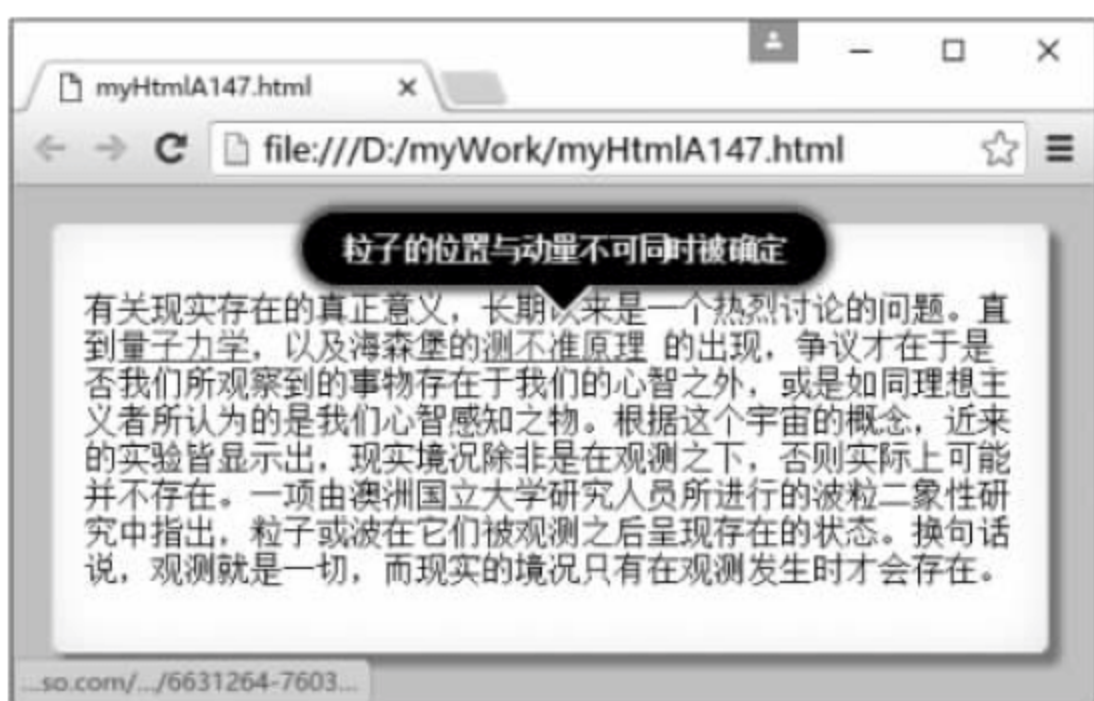 myHtmlA147.html
file:///D:/myWork/myHtmlA147.html
粒子的位置与动量不可同时被确定
有关现实存在的真正意义，长期以来是一个热烈讨论的问题。直
到量子力学，以及海森堡的测不准原理 的出现，争议才在于是
否我们所观察到的事物存在于我们的心智之外，或是如同理想主
义者所认为的是我们心智感知之物。根据这个宇宙的概念，近来
的实验皆显示出，现实境况除非是在观测之下，否则实际上可能
并不存在。一项由澳洲国立大学研究人员所进行的波粒二象性研
究中指出，粒子或波在它们被观测之后呈现存在的状态。换句话
说，观测就是一切，而现实的境况只有在观测发生时才会存在。
...so.com/.../6631264-7603...